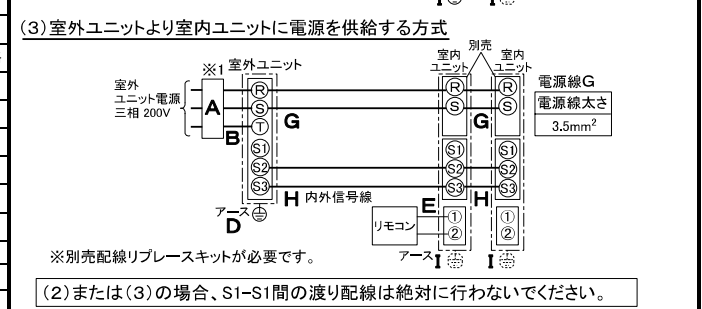 (3)室外ユニットより室内ユニットに電源を供給する方式
※1
室外ユニット
室内
ユニット
別売
室内
ユニット
室外
ユニット電源
三相 200V
A
B
R
S
T
S1
S2
S3
G
H 内外信号線
アース
D
R
S
S1
S2
S3
G
H
R
S
S1
S2
S3
電源線G
電源線太さ
3.5mm²
リモコン
E
①
②
①
②
アース
I
I
※別売配線リプレースキットが必要です。
(2)または(3)の場合、S1-S1間の渡り配線は絶対に行わないでください。